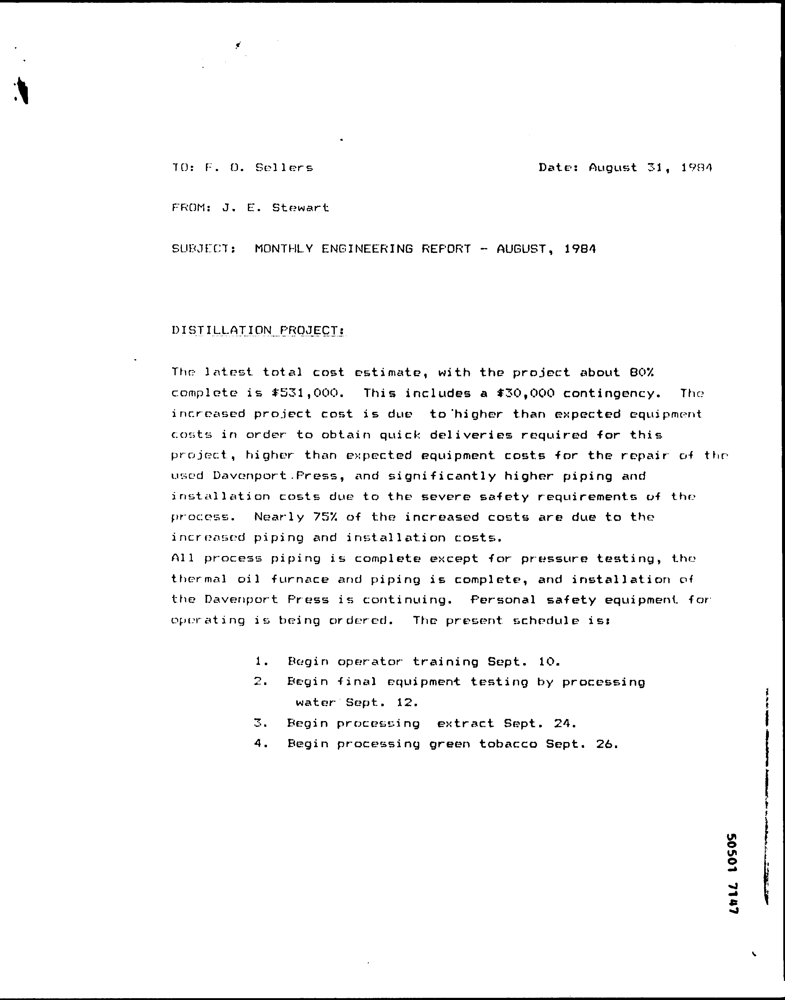 TO: F. O. Sellers Date: August 31, 1984
FROM: J. E. Stewart
SUBJECT: MONTHLY ENGINEERING REPORT - AUGUST, 1984
DISTILLATION PROJECT:
The latest total cost estimate, with the project about 80%
complete is $531,000. This includes a $30,000 contingency. The
increased project cost is due to higher than expected equipment
costs in order to obtain quick deliveries required for this
project, higher than expected equipment costs for the repair of the
used Davenport Press, and significantly higher piping and
installation costs due to the severe safety requirements of the
process. Nearly 75% of the increased costs are due to the
increased piping and installation costs.
All process piping is complete except for pressure testing, the
thermal oil furnace and piping is complete, and installation of
the Davenport Press is continuing. Personal safety equipment for
operating is being ordered. The present schedule is:
1. Begin operator training Sept. 10.
2. Begin final equipment testing by processing
water Sept. 12.
3. Begin processing extract Sept. 24.
4. Begin processing green tobacco Sept. 26.
50501 7147